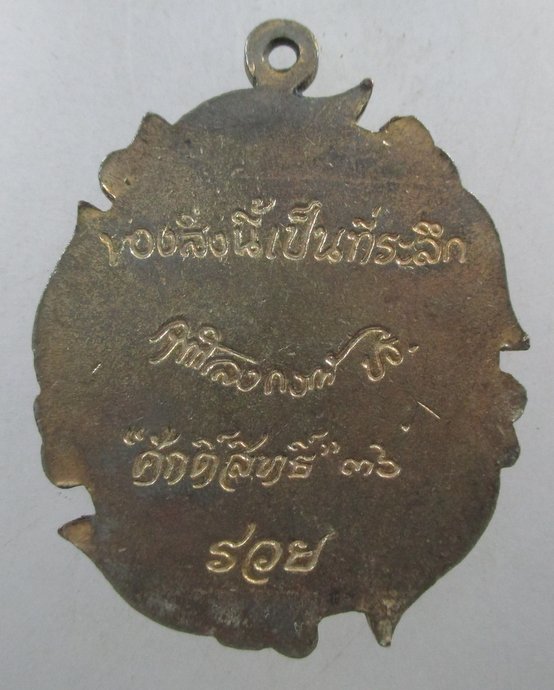 ของสิ่งนี้เป็นที่ระลึก
"ศักดิ์สิทธิ์" ๓๖
รวย